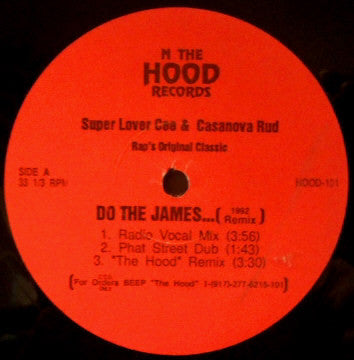 N THE
HOOD
RECORDS
Super Lover Cee & Casanova Rud
Rap's Original Classic
SIDE A
33 1/3 RPM
HOOD-101
DO THE JAMES...( 1992 Remix )
1. Radio Vocal Mix (3:56)
2. Phat Street Dub (1:43)
3. "The Hood" Remix (3:30)
(For Orders BEEP "The Hood" 1-(917)-277-6215-101)